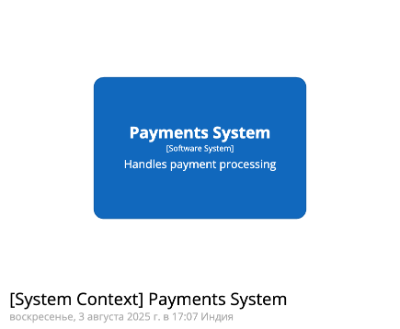 Payments System
[Software System]
Handles payment processing
[System Context] Payments System
воскресенье, 3 августа 2025 г. в 17:07 Индия